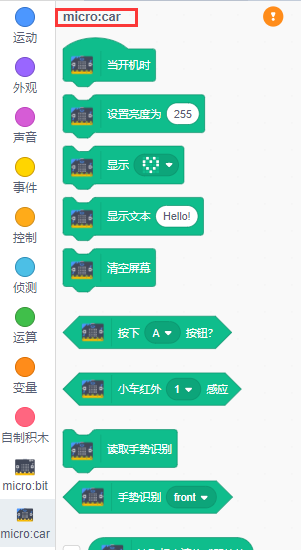 micro:car
运动
当开机时
外观
设置亮度为 255
声音
显示
事件
显示文本 Hello!
控制
清空屏幕
侦测
按下 A 按钮?
运算
小车红外 1 感应
变量
自制积木
读取手势识别
micro:bit
手势识别 front
micro:car